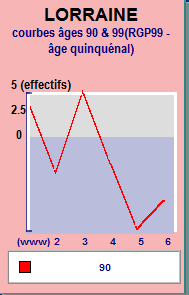 LORRAINE
courbes âges 90 & 99(RGP99 -
âge quinquénal)
5 (effectifs)
2.5
0
(www) 2 3 4 5 6
90